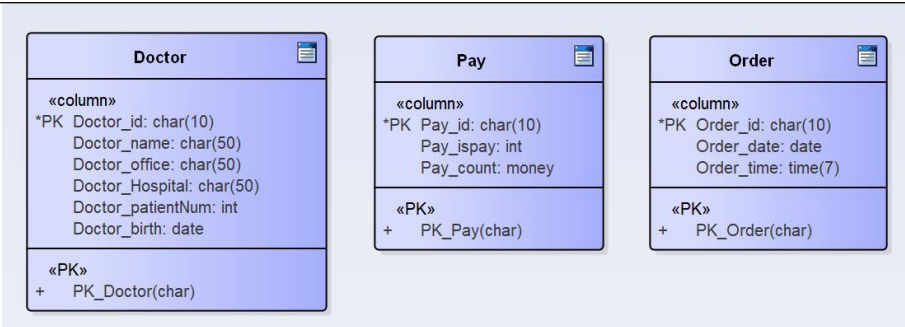 Doctor
«column»
*PK Doctor_id: char(10)
Doctor_name: char(50)
Doctor_office: char(50)
Doctor_Hospital: char(50)
Doctor_patientNum: int
Doctor_birth: date
«PK»
+ PK_Doctor(char)
Pay
«column»
*PK Pay_id: char(10)
Pay_ispay: int
Pay_count: money
«PK»
+ PK_Pay(char)
Order
«column»
*PK Order_id: char(10)
Order_date: date
Order_time: time(7)
«PK»
+ PK_Order(char)